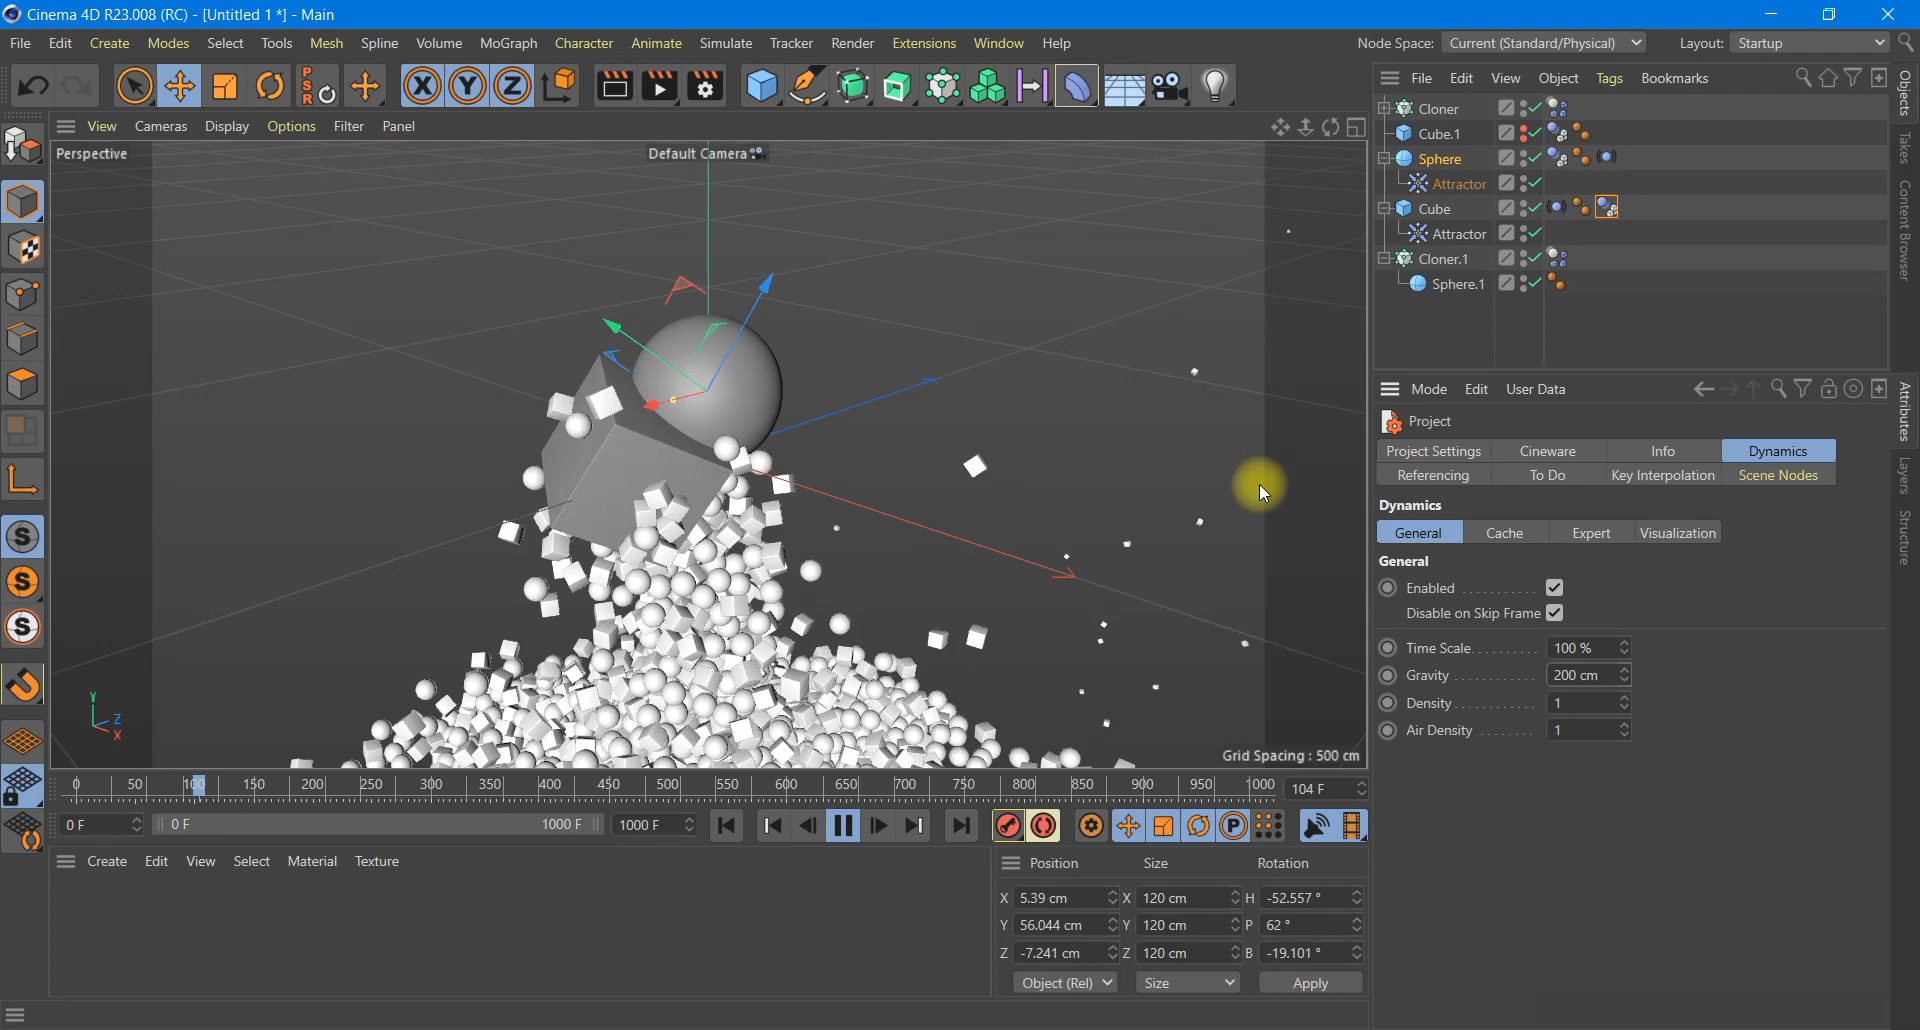 Cinema 4D R23.008 (RC) - [Untitled 1 *] - Main
File Edit Create Modes Select Tools Mesh Spline Volume MoGraph Character Animate Simulate Tracker Render Extensions Window Help
Node Space: Current (Standard/Physical) Layout: Startup
PSR X Y Z
File Edit View Object Tags Bookmarks
View Cameras Display Options Filter Panel
Perspective
Default Camera
Cloner
Cube.1
Sphere
Attractor
Cube
Attractor
Cloner.1
Sphere.1
Objects
Takes
Content Browser
Mode Edit User Data
Project
Project Settings Cineware Info Dynamics
Referencing To Do Key Interpolation Scene Nodes
Dynamics
General Cache Expert Visualization
General
Enabled
Disable on Skip Frame
Time Scale 100 %
Gravity 200 cm
Density 1
Air Density 1
Attributes
Layers
Structure
S
S
S
Y
Z
X
Grid Spacing : 500 cm
0 50 100 150 200 250 300 350 400 450 500 550 600 650 700 750 800 850 900 950 1000 104 F
0 F 0 F 1000 F 1000 F P
Create Edit View Select Material Texture
Position Size Rotation
X 5.39 cm X 120 cm H -52.557 °
Y 56.044 cm Y 120 cm P 62 °
Z -7.241 cm Z 120 cm B -19.101 °
Object (Rel) Size Apply